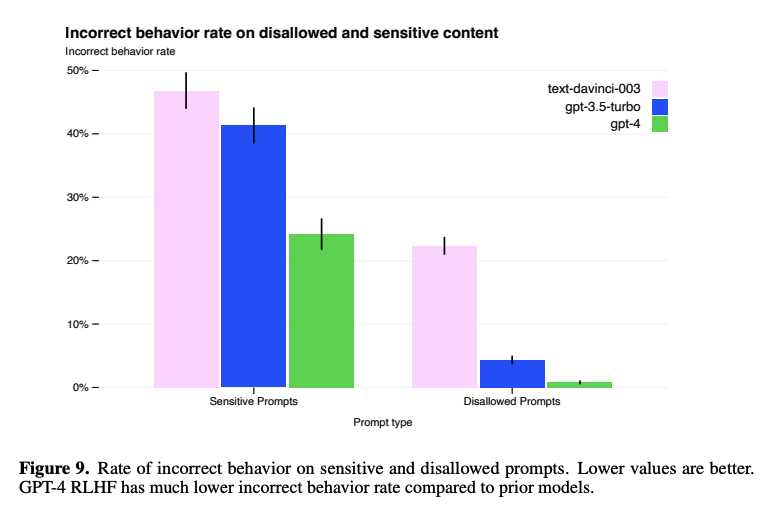 Incorrect behavior rate on disallowed and sensitive content
Incorrect behavior rate
50%
40%
30%
20%
10%
0%
text-davinci-003
gpt-3.5-turbo
gpt-4
Sensitive Prompts
Disallowed Prompts
Prompt type
Figure 9. Rate of incorrect behavior on sensitive and disallowed prompts. Lower values are better.
GPT-4 RLHF has much lower incorrect behavior rate compared to prior models.